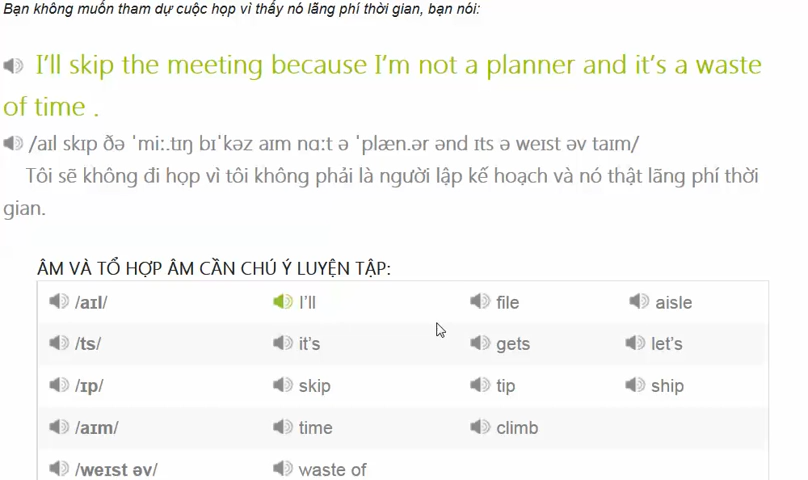 Bạn không muốn tham dự cuộc họp vì thấy nó lãng phí thời gian, bạn nói:
I'll skip the meeting because I'm not a planner and it's a waste
of time .
/aɪl skɪp ðə ˈmiː.tɪŋ bɪˈkəz aɪm nɑːt ə ˈplæn.ər ənd ɪts ə weɪst əv taɪm/
Tôi sẽ không đi họp vì tôi không phải là người lập kế hoạch và nó thật lãng phí thời
gian.
ÂM VÀ TỔ HỢP ÂM CẦN CHÚ Ý LUYỆN TẬP:
/aɪl/ I'll file aisle
/ts/ it's gets let's
/ɪp/ skip tip ship
/aɪm/ time climb
/weɪst əv/ waste of